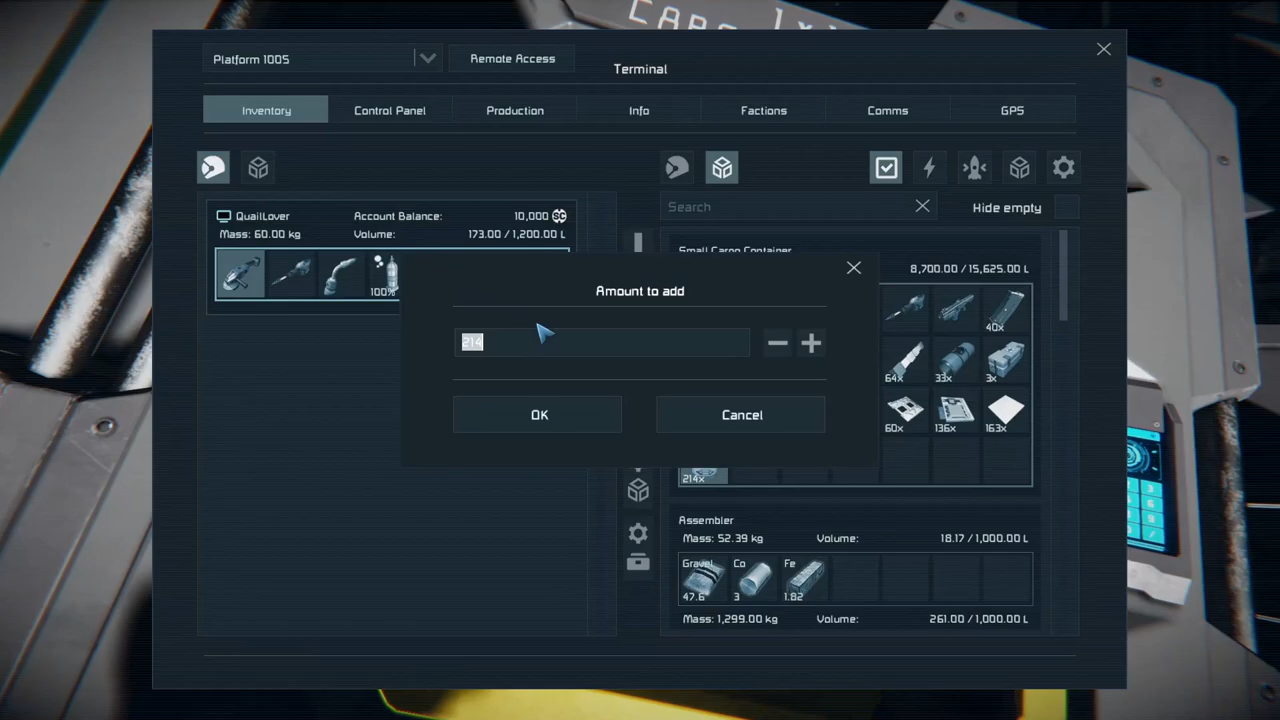 Platform 1005
Remote Access
Terminal
Inventory
Control Panel
Production
Info
Factions
Comms
GPS
Search
Hide empty
QuailLover
Account Balance:
10,000
SC
Mass: 60.00 kg
Volume:
173.00 / 1,200.00 L
100%
Small Cargo Container
8,700.00 / 15,625.00 L
40x
64x
33x
3x
60x
136x
163x
214x
Amount to add
214
OK
Cancel
Assembler
Mass: 52.39 kg
Volume:
18.17 / 1,000.00 L
Gravel
Co
Fe
47.6
3
1.82
Mass: 1,299.00 kg
Volume:
261.00 / 1,000.00 L